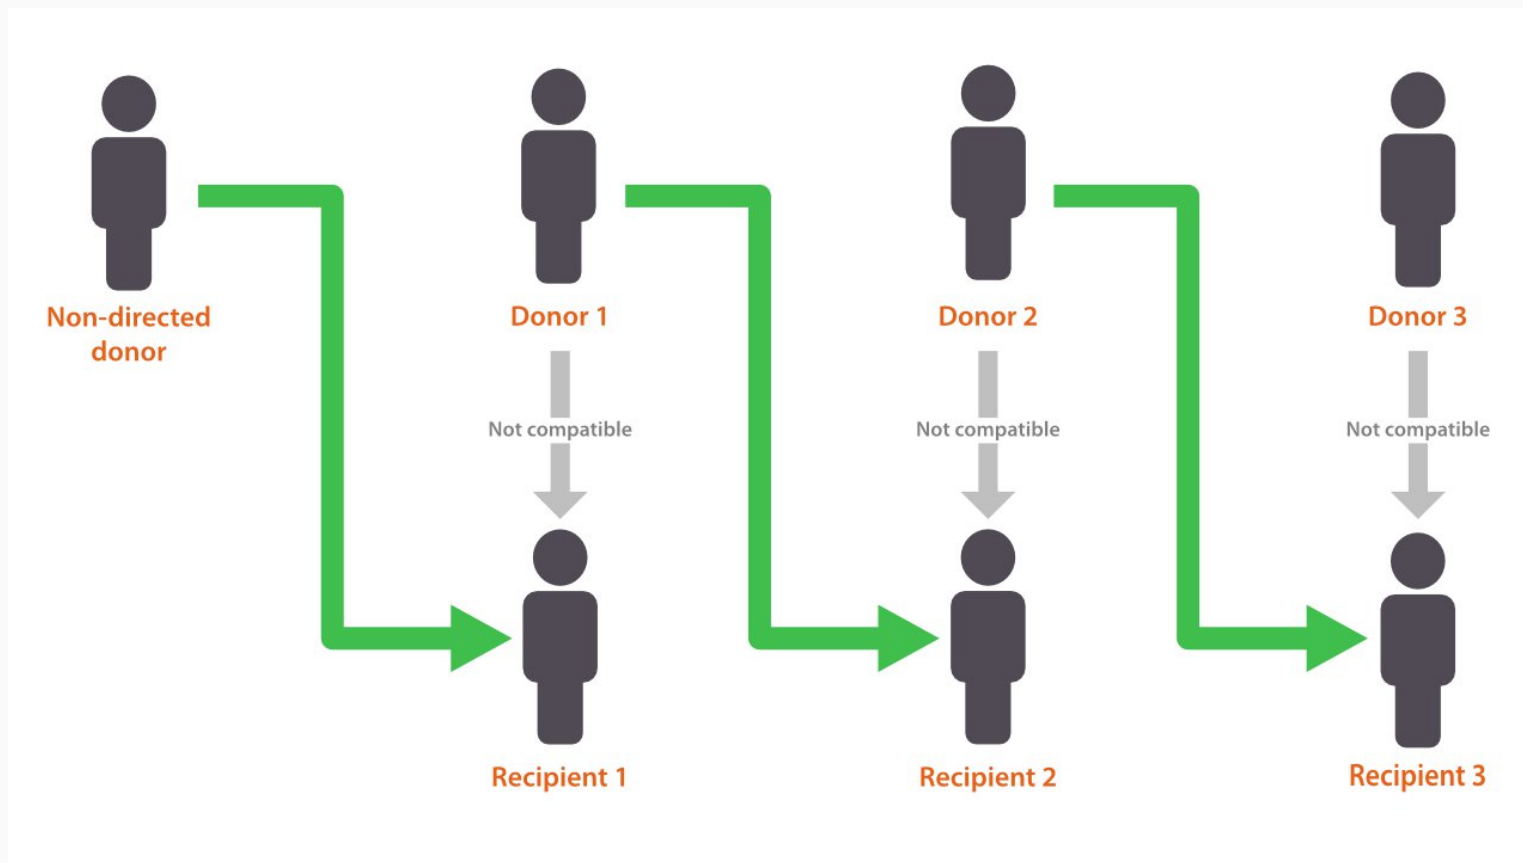 Non-directed
donor
Donor 1
Donor 2
Donor 3
Not compatible
Not compatible
Not compatible
Recipient 1
Recipient 2
Recipient 3